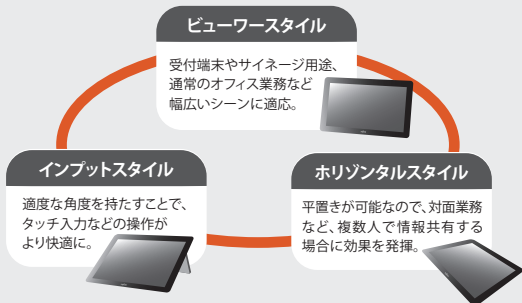 ビューワースタイル
受付端末やサイネージ用途、
通常のオフィス業務など
幅広いシーンに適応。
インプットスタイル
適度な角度を持たすことで、
タッチ入力などの操作が
より快適に。
ホリゾンタルスタイル
平置きが可能なので、対面業務
など、複数人で情報共有する
場合に効果を発揮。